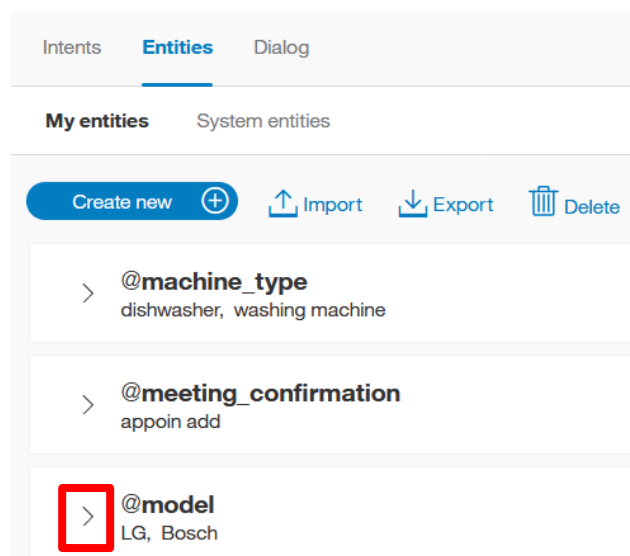 Intents Entities Dialog
My entities System entities
Create new Import Export Delete
@machine_type
dishwasher, washing machine
@meeting_confirmation
appoin add
@model
LG, Bosch